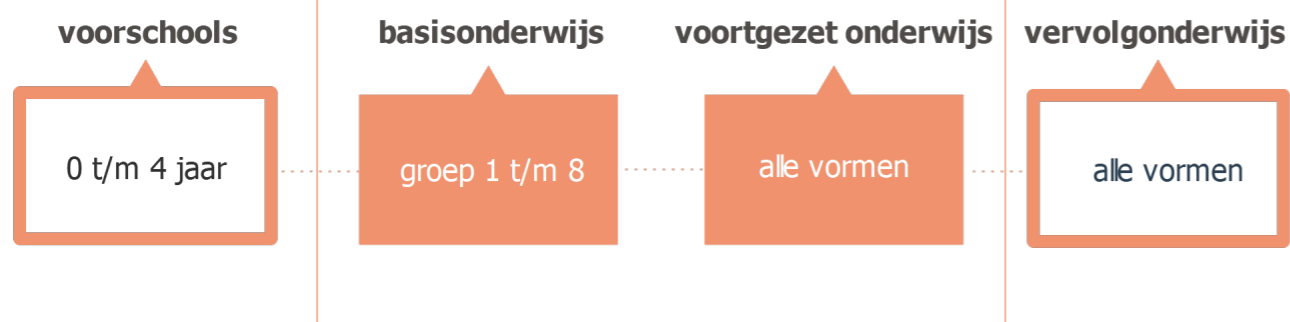 voorschools
basisonderwijs
voortgezet onderwijs
vervolgonderwijs
0 t/m 4 jaar
groep 1 t/m 8
alle vormen
alle vormen